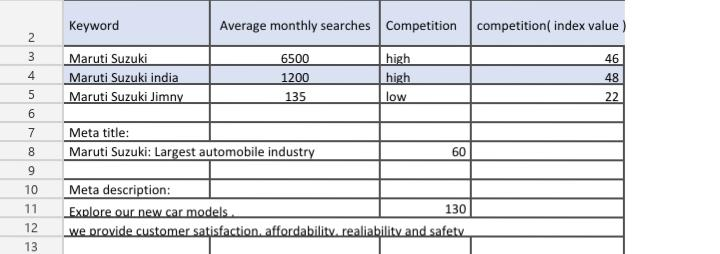 2 Keyword Average monthly searches Competition competition( index value )
3 Maruti Suzuki 6500 high 46
4 Maruti Suzuki india 1200 high 48
5 Maruti Suzuki Jimny 135 low 22
6
7 Meta title:
8 Maruti Suzuki: Largest automobile industry 60
9
10 Meta description:
11 Explore our new car models . 130
12 we provide customer satisfaction, affordability, realiability and safety
13